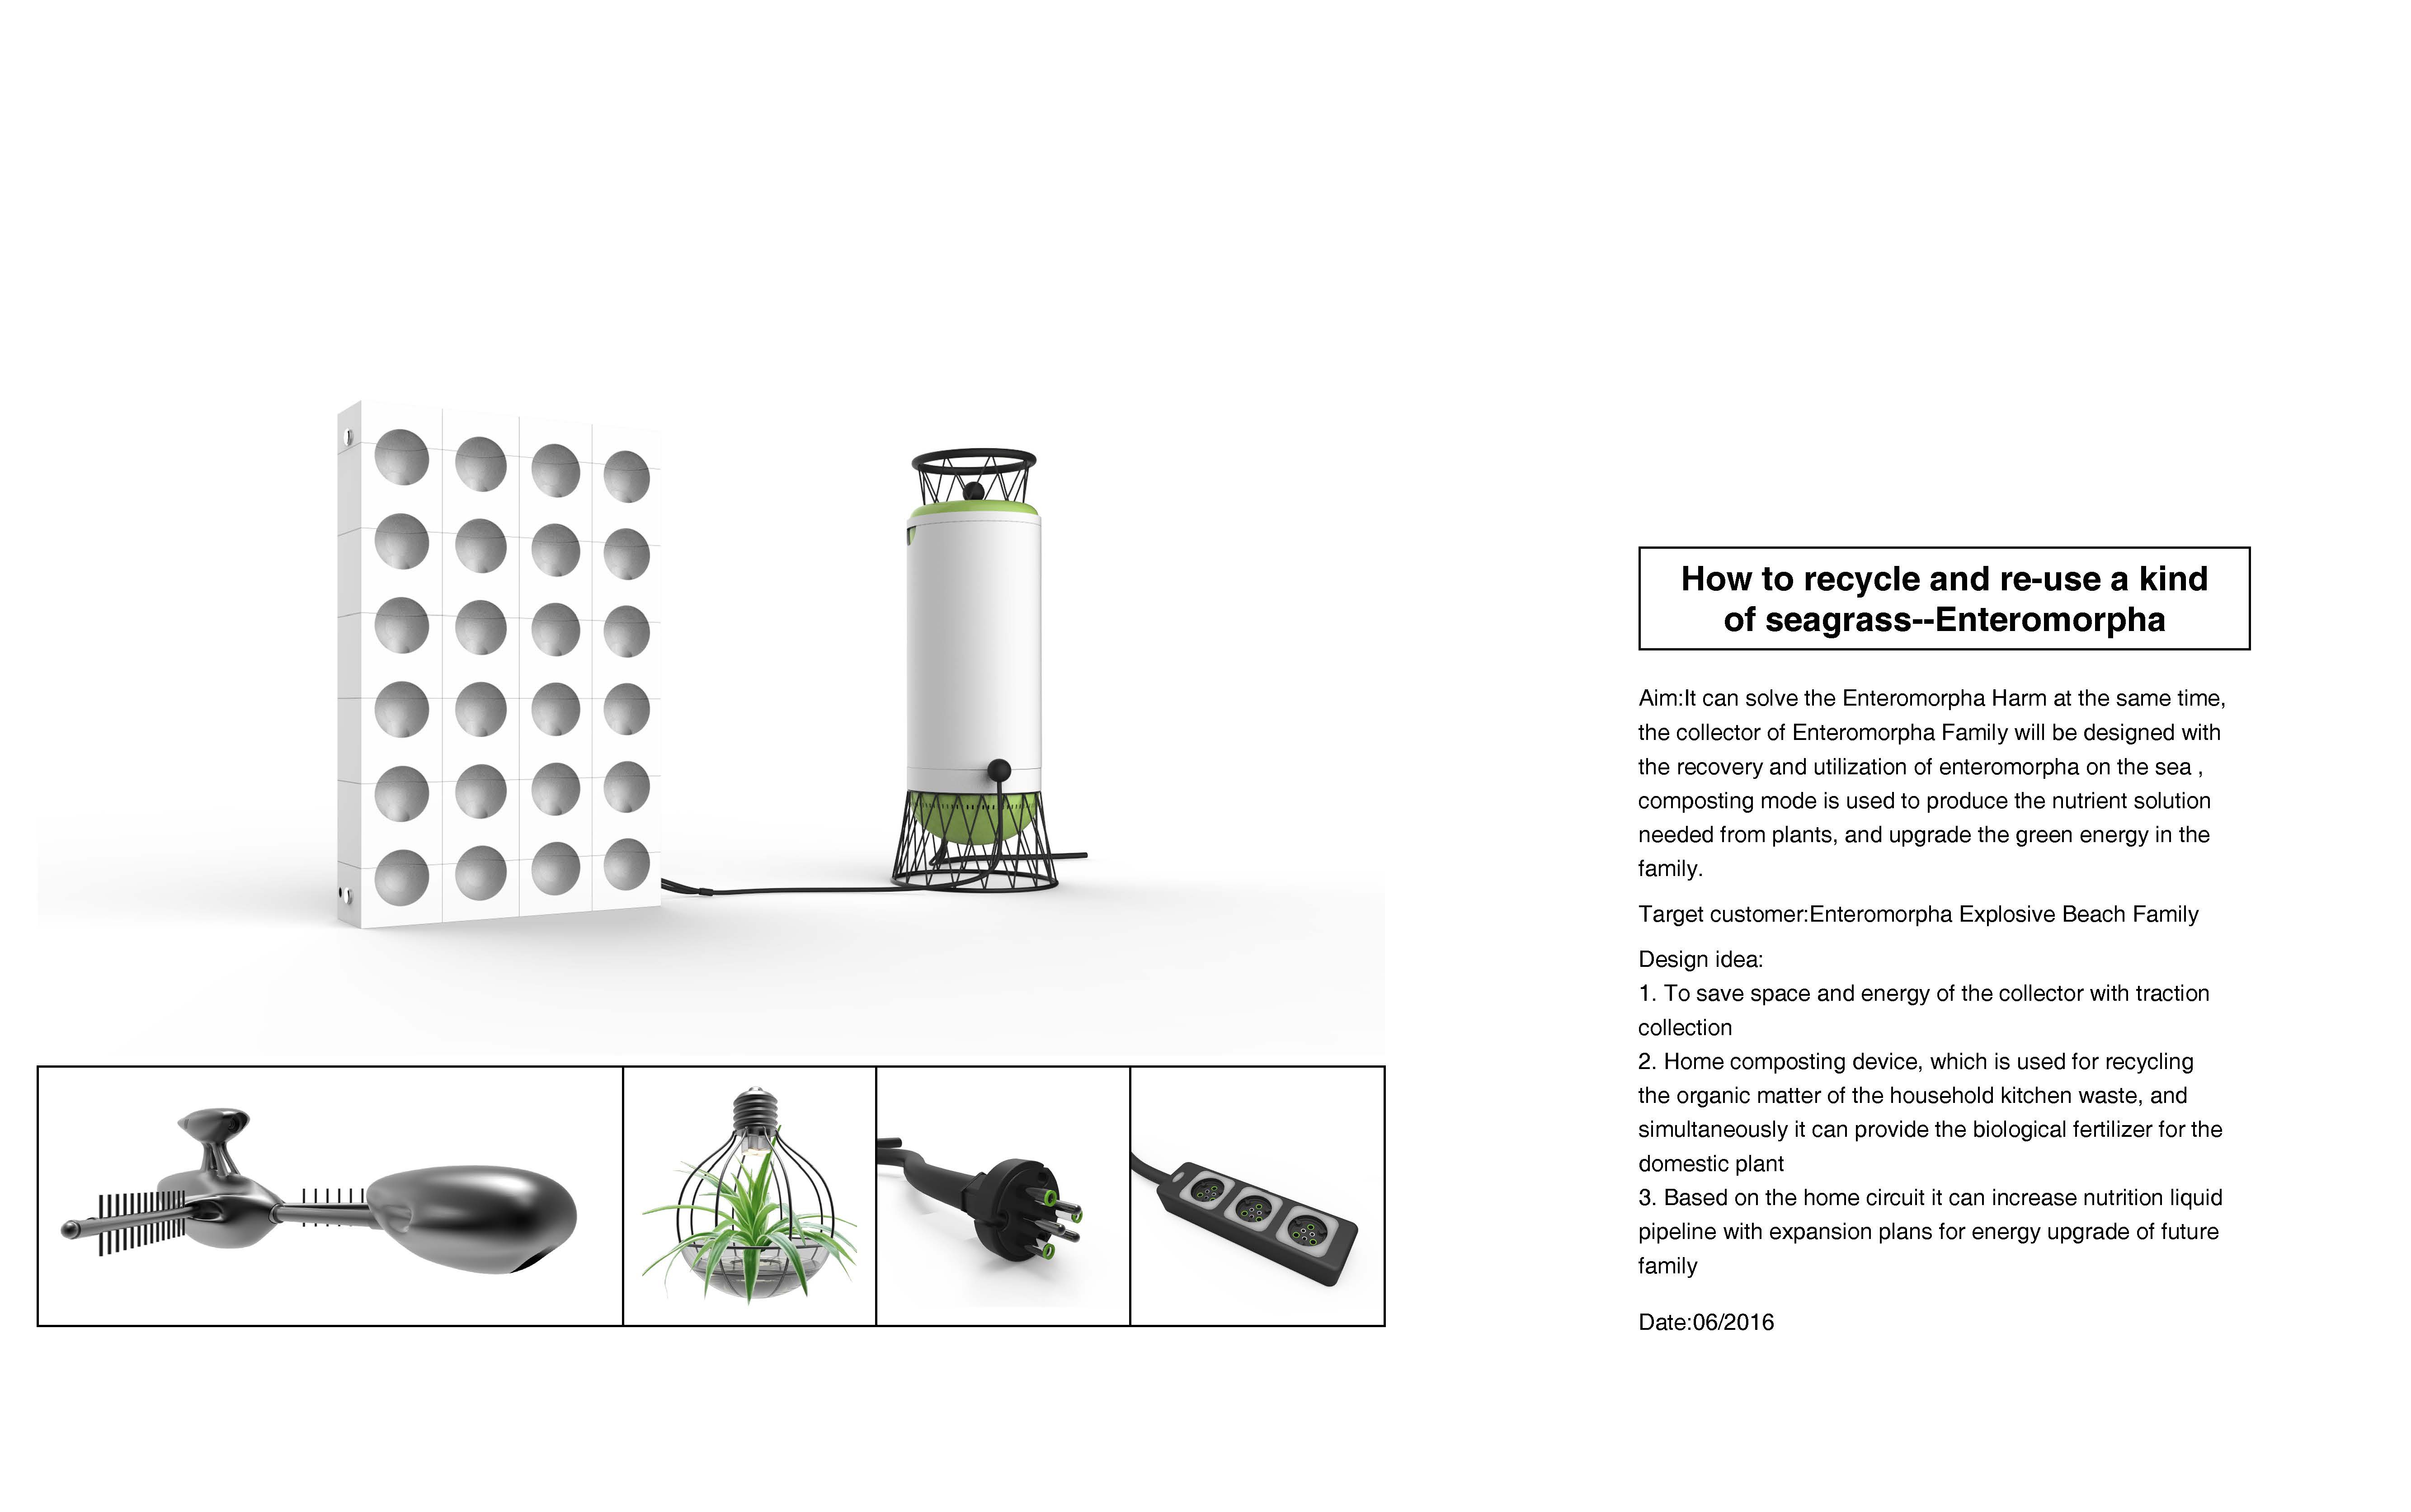 How to recycle and re-use a kind
of seagrass--Enteromorpha
Aim:It can solve the Enteromorpha Harm at the same time,
the collector of Enteromorpha Family will be designed with
the recovery and utilization of enteromorpha on the sea ,
composting mode is used to produce the nutrient solution
needed from plants, and upgrade the green energy in the
family.
Target customer:Enteromorpha Explosive Beach Family
Design idea:
1. To save space and energy of the collector with traction
collection
2. Home composting device, which is used for recycling
the organic matter of the household kitchen waste, and
simultaneously it can provide the biological fertilizer for the
domestic plant
3. Based on the home circuit it can increase nutrition liquid
pipeline with expansion plans for energy upgrade of future
family
Date:06/2016